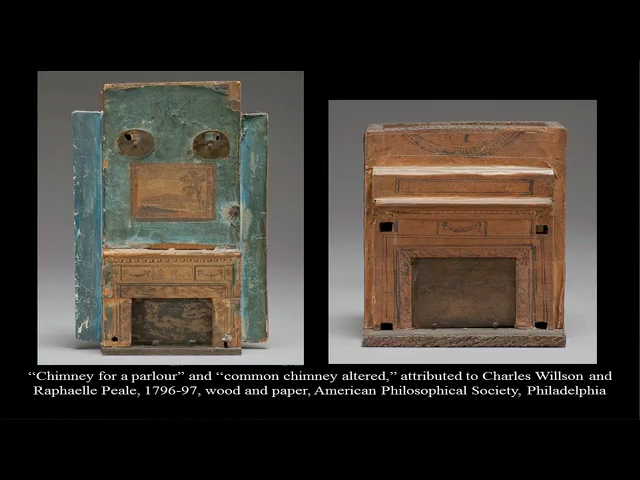 “Chimney for a parlour” and “common chimney altered,” attributed to Charles Willson and
Raphaelle Peale, 1796-97, wood and paper, American Philosophical Society, Philadelphia